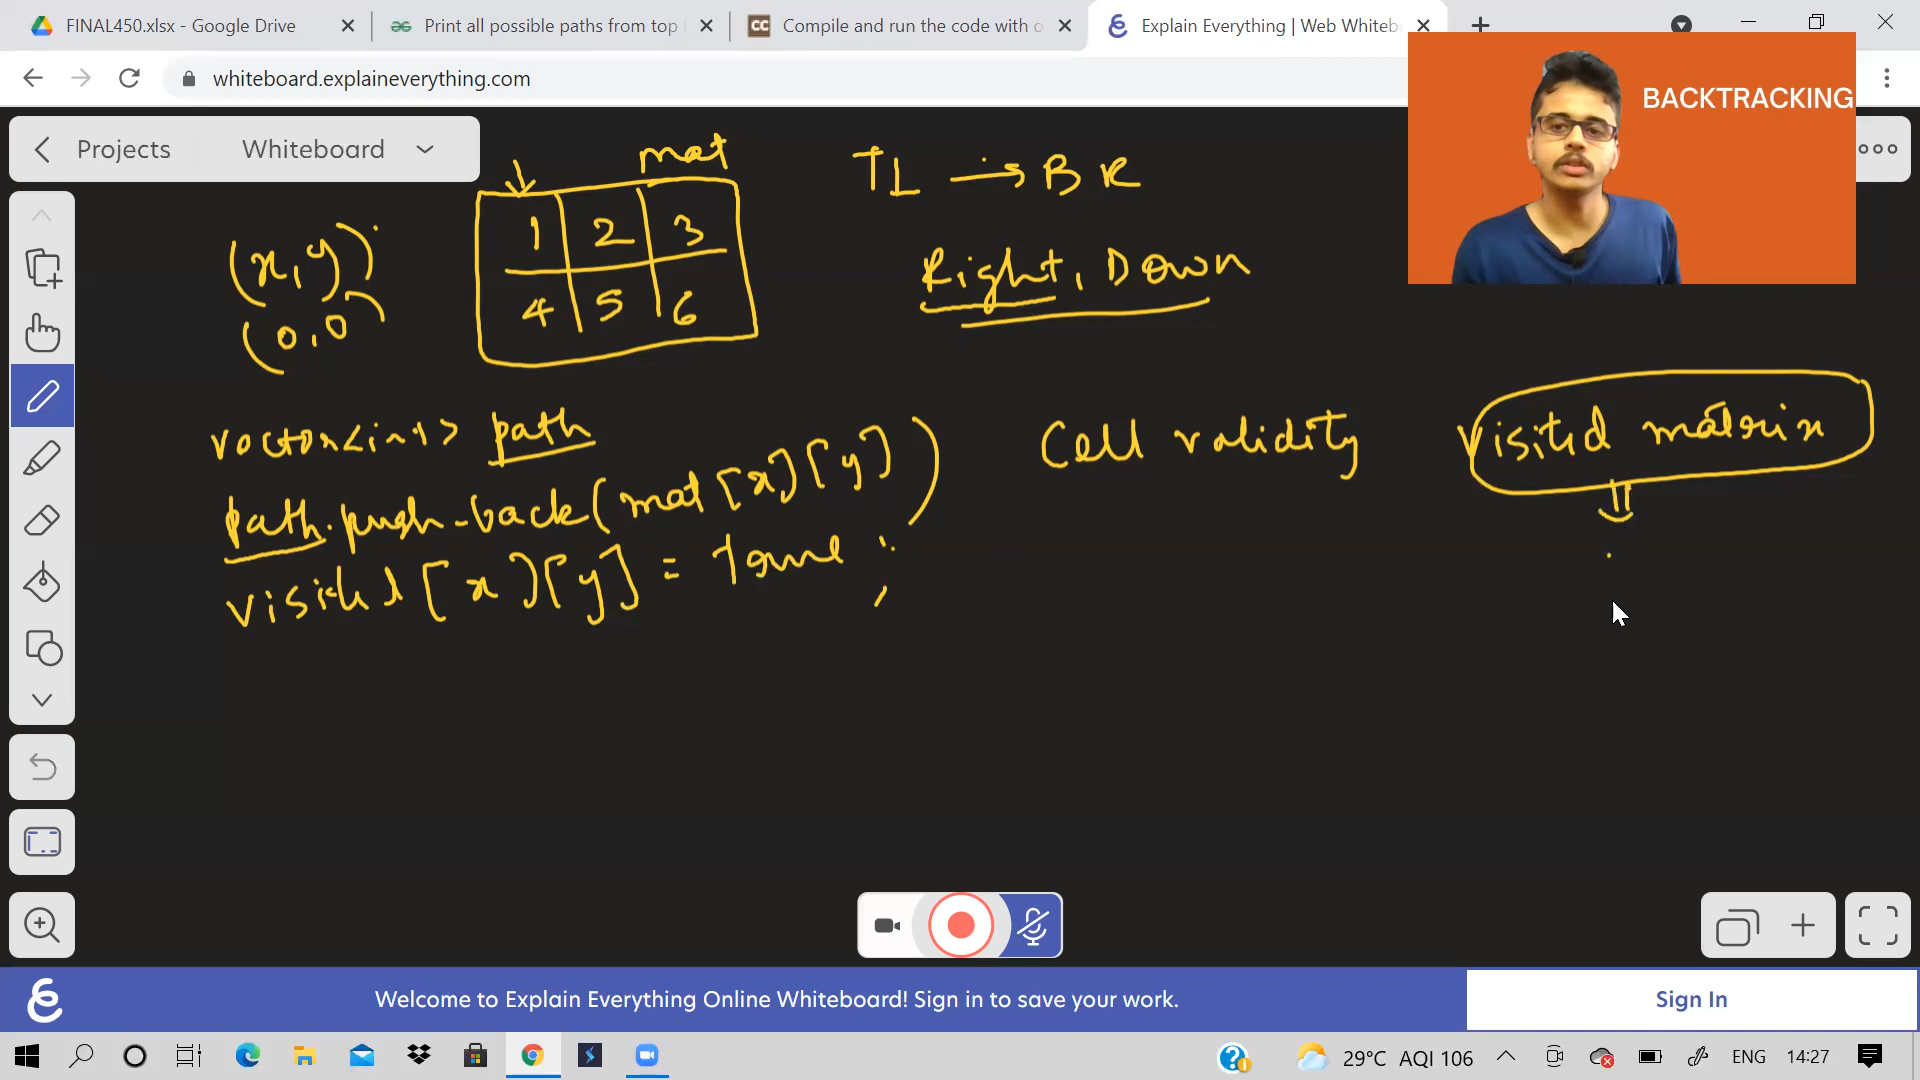 FINAL450.xlsx - Google Drive
Print all possible paths from top
Compile and run the code with o
Explain Everything | Web Whiteb
whiteboard.explaineverything.com
BACKTRACKING
Projects
Whiteboard
mat
TL → BR
(x,y)
1 2 3
Right, Down
(0,0)
4 5 6
vector<int> path
Cell validity
visited matrix
path.push-back(mat[x][y])
visited[x][y] = true;
Welcome to Explain Everything Online Whiteboard! Sign in to save your work.
Sign In
29°C AQI 106
ENG
14:27